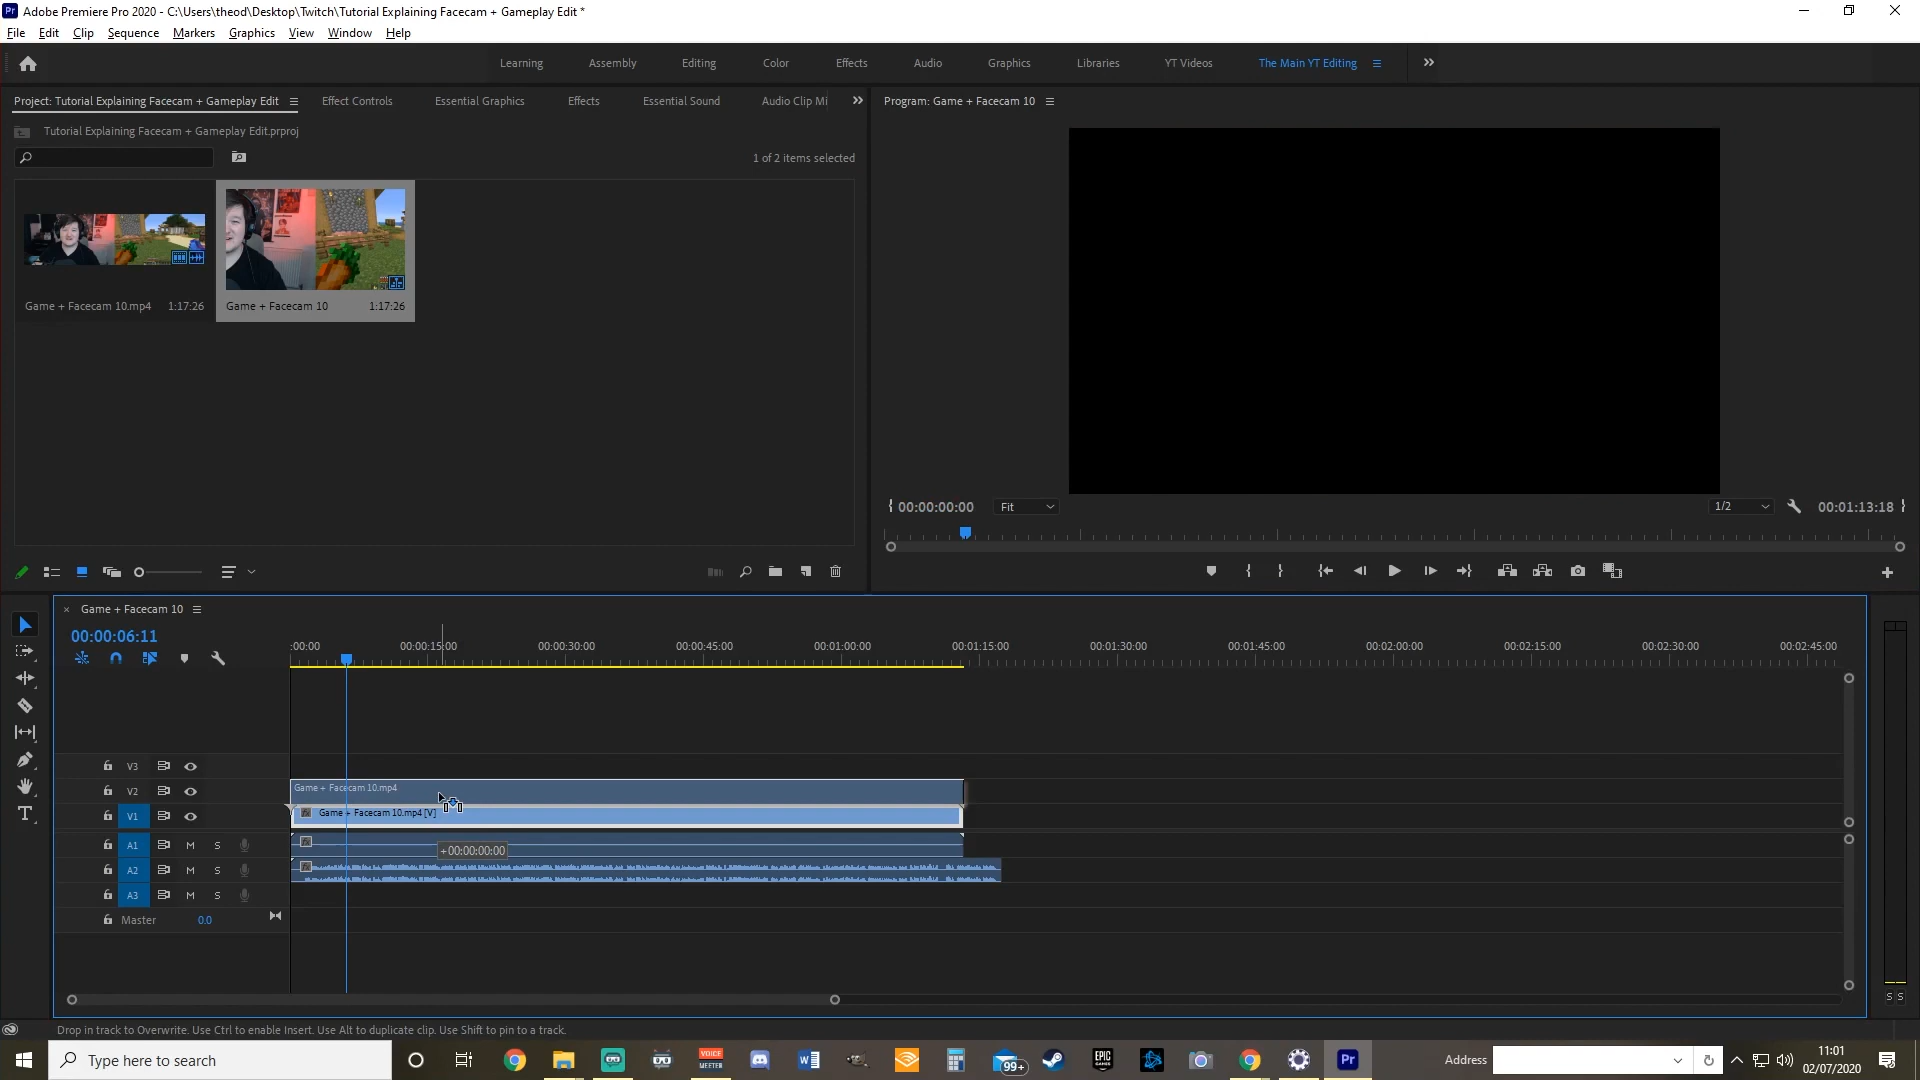 Pr Adobe Premiere Pro 2020 - C:\Users\theod\Desktop\Twitch\Tutorial Explaining Facecam + Gameplay Edit *
File Edit Clip Sequence Markers Graphics View Window Help
Learning Assembly Editing Color Effects Audio Graphics Libraries YT Videos The Main YT Editing
Project: Tutorial Explaining Facecam + Gameplay Edit Effect Controls Essential Graphics Effects Essential Sound Audio Clip Mi
Program: Game + Facecam 10
Tutorial Explaining Facecam + Gameplay Edit.prproj
1 of 2 items selected
Game + Facecam 10.mp4 1:17:26
Game + Facecam 10 1:17:26
00:00:00:00 Fit 1/2 00:01:13:18
× Game + Facecam 10
00:00:06:11
:00:00 00:00:15:00 00:00:30:00 00:00:45:00 00:01:00:00 00:01:15:00 00:01:30:00 00:01:45:00 00:02:00:00 00:02:15:00 00:02:30:00 00:02:45:00
V3
V2 Game + Facecam 10.mp4
V1 fx Game + Facecam 10.mp4 [V]
A1 M S fx
+00:00:00:00
A2 M S fx
A3 M S
Master 0.0
S S
Drop in track to Overwrite. Use Ctrl to enable Insert. Use Alt to duplicate clip. Use Shift to pin to a track.
Type here to search
VOICE MEETER
99+
EPIC GAMES
Pr
Address
11:01
02/07/2020